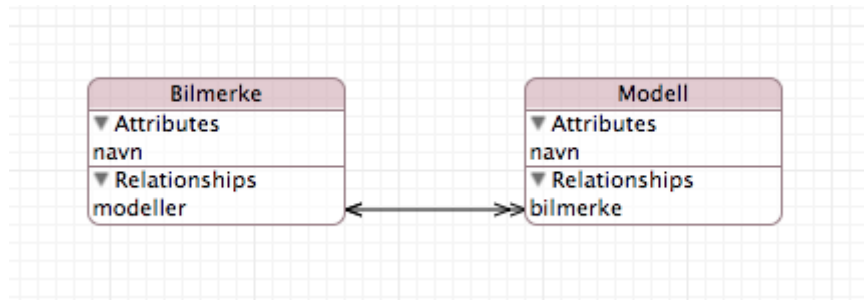 Bilmerke
Attributes
navn
Relationships
modeller
Modell
Attributes
navn
Relationships
bilmerke